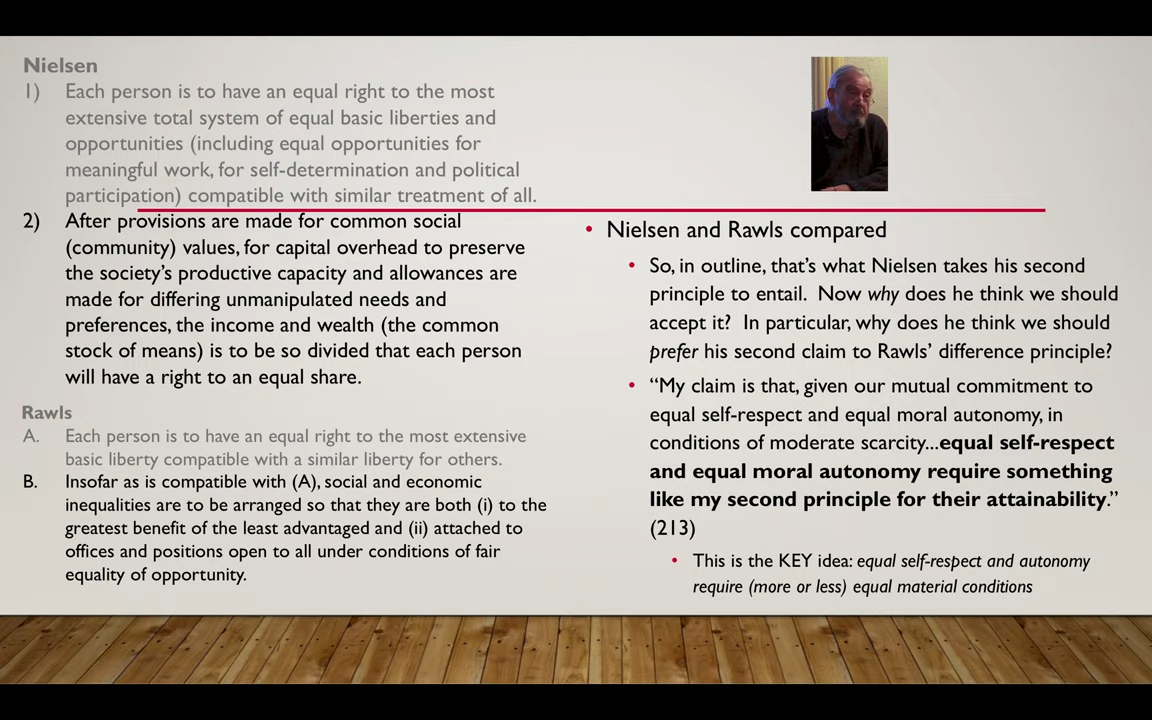 Nielsen
1) Each person is to have an equal right to the most
extensive total system of equal basic liberties and
opportunities (including equal opportunities for
meaningful work, for self-determination and political
participation) compatible with similar treatment of all.
2) After provisions are made for common social
(community) values, for capital overhead to preserve
the society's productive capacity and allowances are
made for differing unmanipulated needs and
preferences, the income and wealth (the common
stock of means) is to be so divided that each person
will have a right to an equal share.
Rawls
A. Each person is to have an equal right to the most extensive
basic liberty compatible with a similar liberty for others.
B. Insofar as is compatible with (A), social and economic
inequalities are to be arranged so that they are both (i) to the
greatest benefit of the least advantaged and (ii) attached to
offices and positions open to all under conditions of fair
equality of opportunity.
• Nielsen and Rawls compared
• So, in outline, that's what Nielsen takes his second
principle to entail. Now why does he think we should
accept it? In particular, why does he think we should
prefer his second claim to Rawls' difference principle?
• “My claim is that, given our mutual commitment to
equal self-respect and equal moral autonomy, in
conditions of moderate scarcity...equal self-respect
and equal moral autonomy require something
like my second principle for their attainability.”
(213)
• This is the KEY idea: equal self-respect and autonomy
require (more or less) equal material conditions